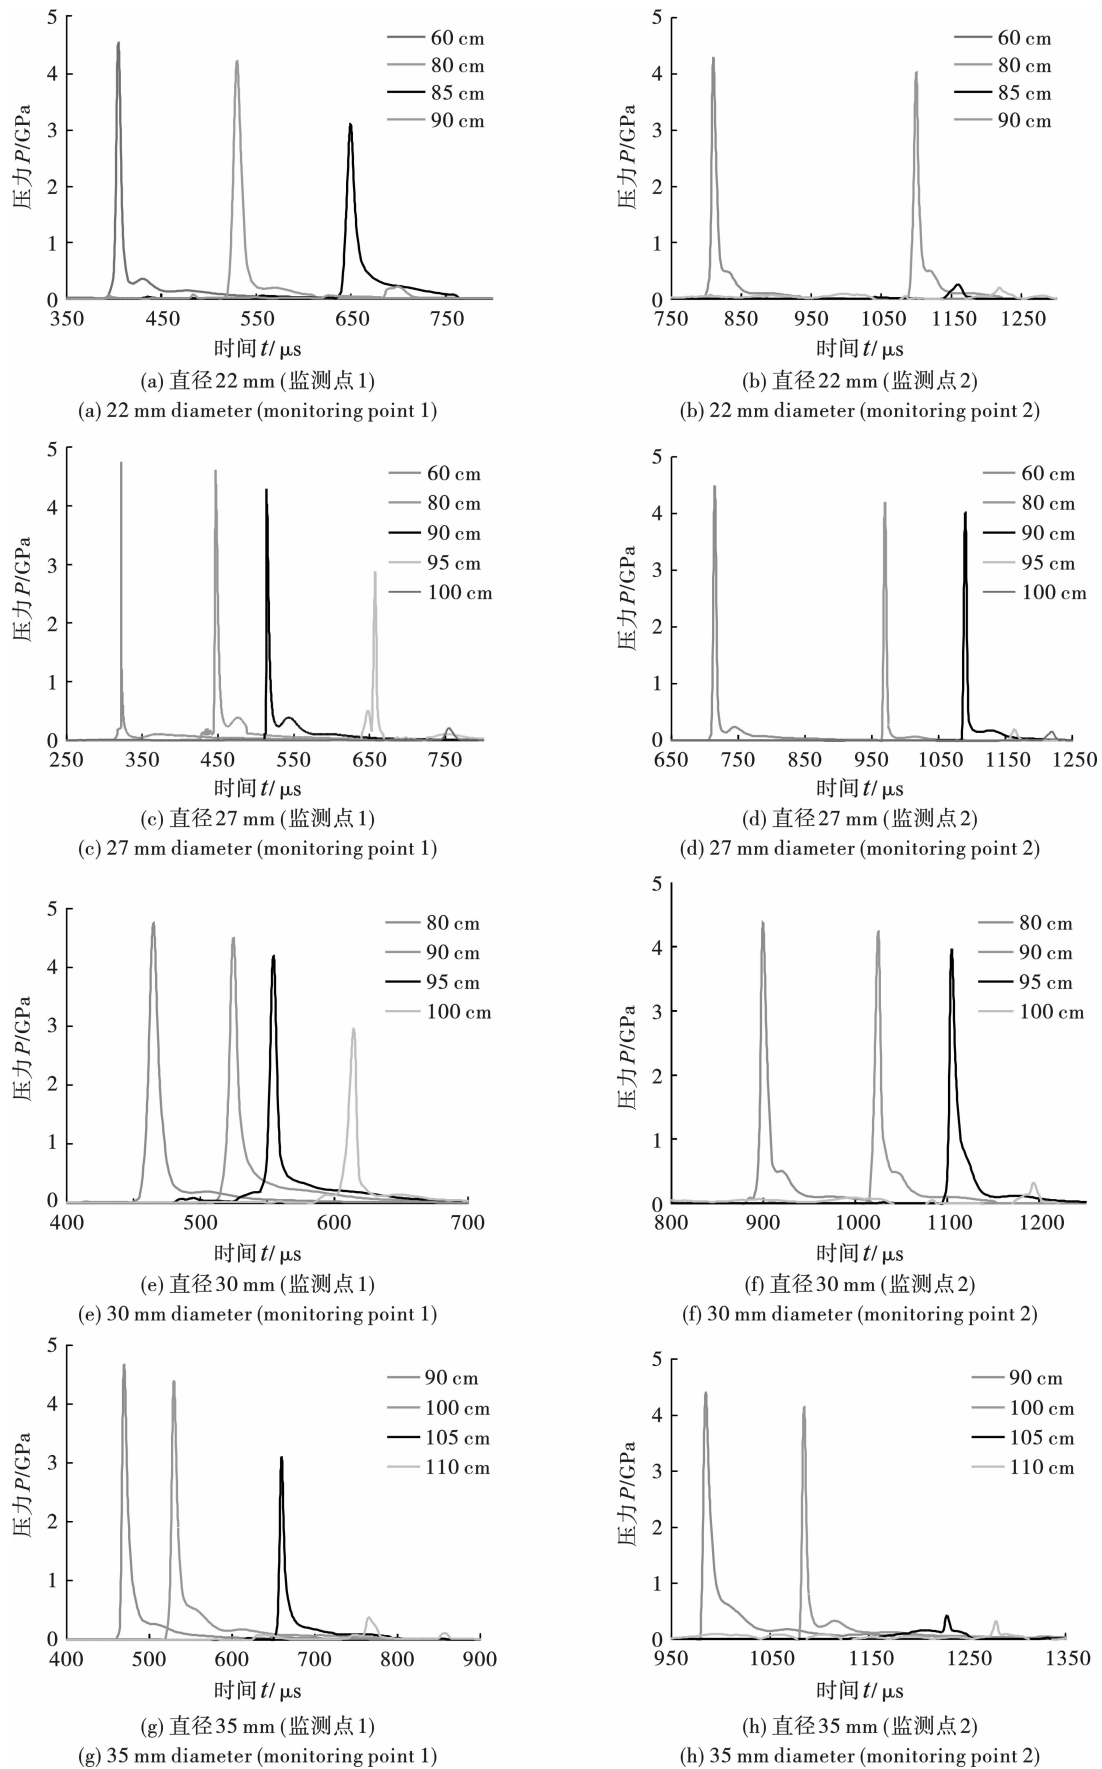 5
4
3
2
1
0
压力P/GPa
60 cm
80 cm
85 cm
90 cm
350 450 550 650 750
时间t/μs
(a) 直径22 mm (监测点1)
(a) 22 mm diameter (monitoring point 1)
5
4
3
2
1
0
压力P/GPa
60 cm
80 cm
85 cm
90 cm
750 850 950 1050 1150 1250
时间t/μs
(b) 直径22 mm (监测点2)
(b) 22 mm diameter (monitoring point 2)
5
4
3
2
1
0
压力P/GPa
60 cm
80 cm
90 cm
95 cm
100 cm
250 350 450 550 650 750
时间t/μs
(c) 直径27 mm (监测点1)
(c) 27 mm diameter (monitoring point 1)
5
4
3
2
1
0
压力P/GPa
60 cm
80 cm
90 cm
95 cm
100 cm
650 750 850 950 1050 1150 1250
时间t/μs
(d) 直径27 mm (监测点2)
(d) 27 mm diameter (monitoring point 2)
5
4
3
2
1
0
压力P/GPa
80 cm
90 cm
95 cm
100 cm
400 500 600 700
时间t/μs
(e) 直径30 mm (监测点1)
(e) 30 mm diameter (monitoring point 1)
5
4
3
2
1
0
压力P/GPa
80 cm
90 cm
95 cm
100 cm
800 900 1000 1100 1200
时间t/μs
(f) 直径30 mm (监测点2)
(f) 30 mm diameter (monitoring point 2)
5
4
3
2
1
0
压力P/GPa
90 cm
100 cm
105 cm
110 cm
400 500 600 700 800 900
时间t/μs
(g) 直径35 mm (监测点1)
(g) 35 mm diameter (monitoring point 1)
5
4
3
2
1
0
压力P/GPa
90 cm
100 cm
105 cm
110 cm
950 1050 1150 1250 1350
时间t/μs
(h) 直径35 mm (监测点2)
(h) 35 mm diameter (monitoring point 2)